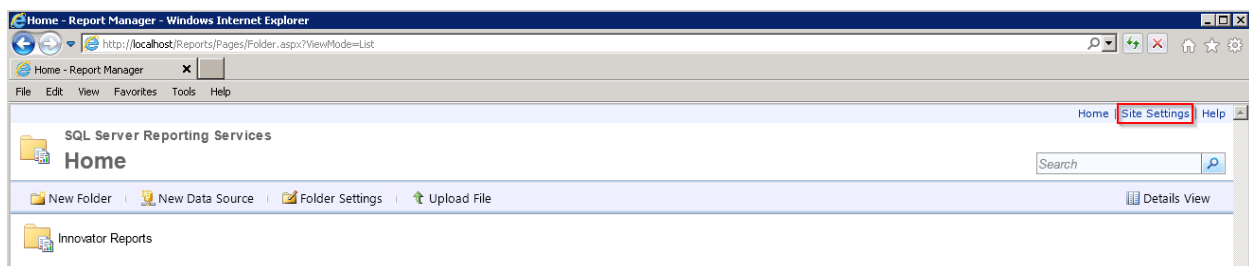 Home - Report Manager - Windows Internet Explorer
http://localhost/Reports/Pages/Folder.aspx?ViewMode=List
Home - Report Manager
File Edit View Favorites Tools Help
Home | Site Settings | Help
SQL Server Reporting Services
Home
Search
New Folder New Data Source Folder Settings Upload File Details View
Innovator Reports